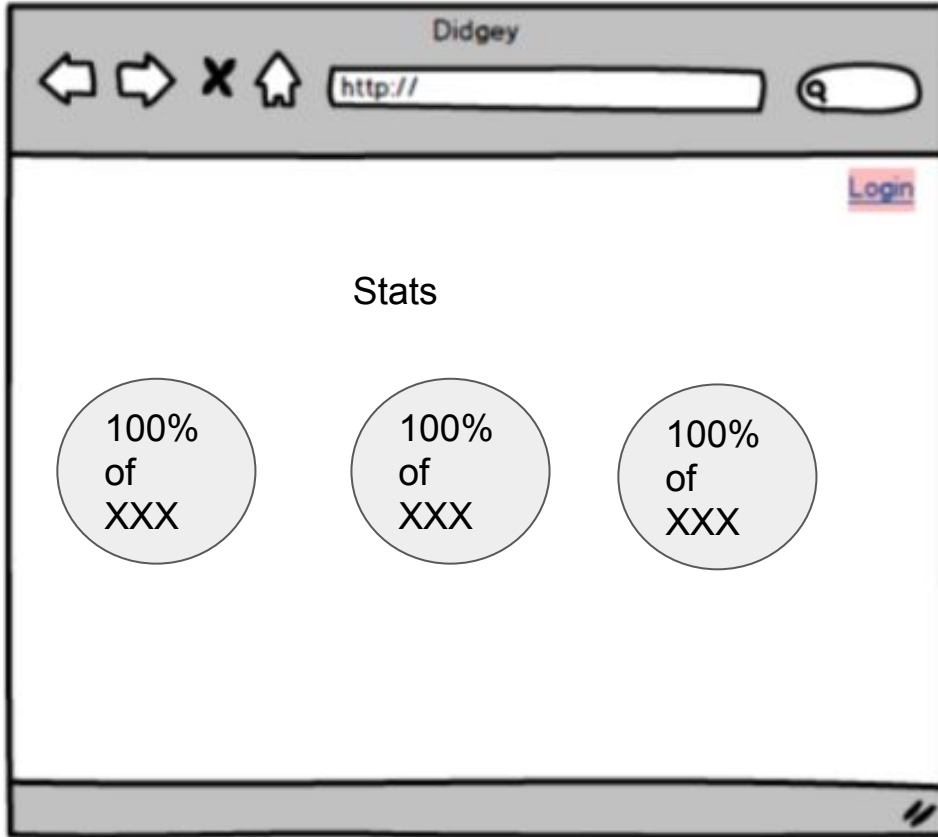 Didgey
http://
Login
Stats
100%
of
XXX
100%
of
XXX
100%
of
XXX